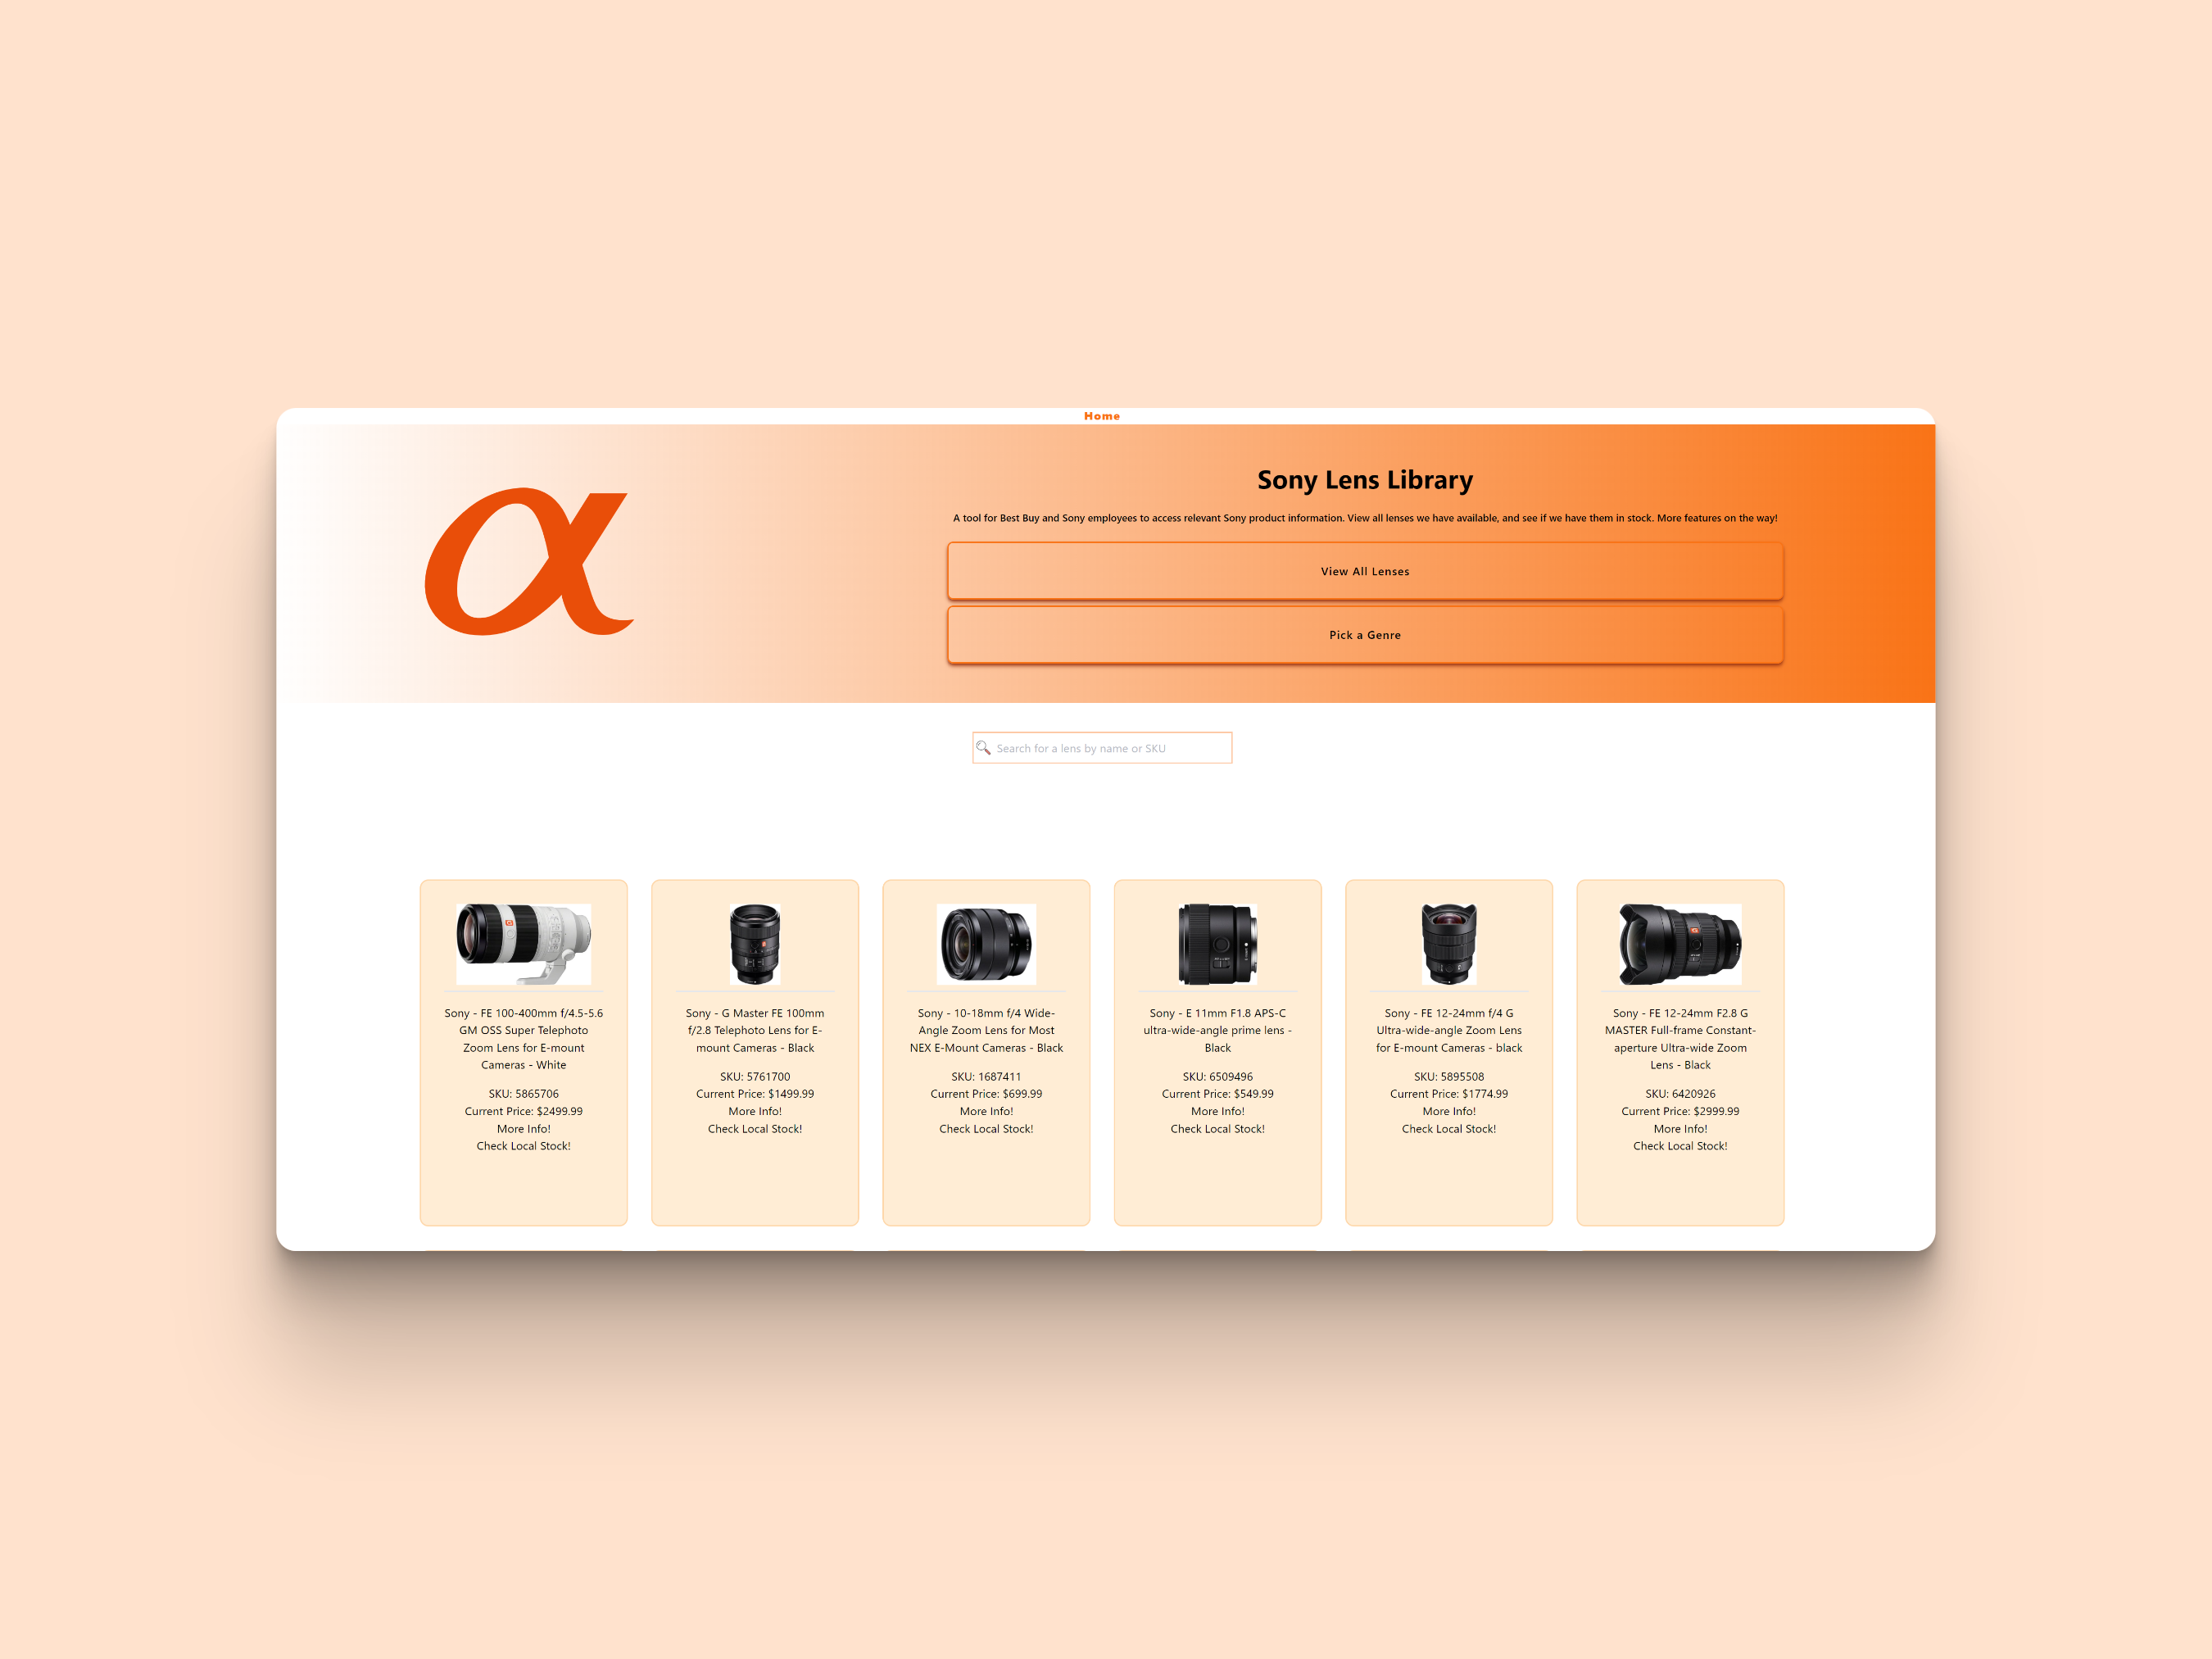 Home
α
Sony Lens Library
A tool for Best Buy and Sony employees to access relevant Sony product information. View all lenses we have available, and see if we have them in stock. More features on the way!
View All Lenses
Pick a Genre
Search for a lens by name or SKU
Sony - FE 100-400mm f/4.5-5.6
GM OSS Super Telephoto
Zoom Lens for E-mount
Cameras - White
SKU: 5865706
Current Price: $2499.99
More Info!
Check Local Stock!
Sony - G Master FE 100mm
f/2.8 Telephoto Lens for E-
mount Cameras - Black
SKU: 5761700
Current Price: $1499.99
More Info!
Check Local Stock!
Sony - 10-18mm f/4 Wide-
Angle Zoom Lens for Most
NEX E-Mount Cameras - Black
SKU: 1687411
Current Price: $699.99
More Info!
Check Local Stock!
Sony - E 11mm F1.8 APS-C
ultra-wide-angle prime lens -
Black
SKU: 6509496
Current Price: $549.99
More Info!
Check Local Stock!
Sony - FE 12-24mm f/4 G
Ultra-wide-angle Zoom Lens
for E-mount Cameras - black
SKU: 5895508
Current Price: $1774.99
More Info!
Check Local Stock!
Sony - FE 12-24mm F2.8 G
MASTER Full-frame Constant-
aperture Ultra-wide Zoom
Lens - Black
SKU: 6420926
Current Price: $2999.99
More Info!
Check Local Stock!